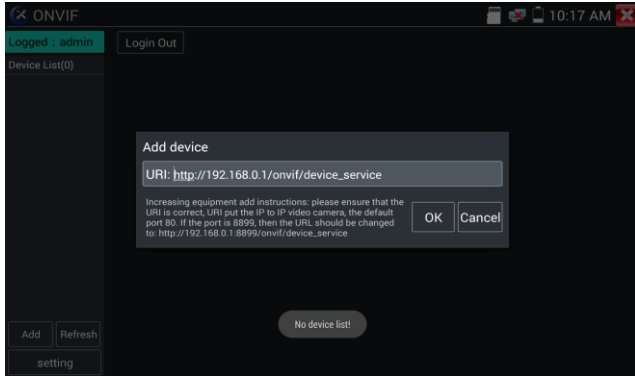 ONVIF
10:17 AM
Logged : admin
Login Out
Device List(0)
Add device
URI: http://192.168.0.1/onvif/device_service
Increasing equipment add instructions: please ensure that the
URI is correct, URI put the IP to IP video camera, the default
port 80. If the port is 8899, then the URL should be changed
to: http://192.168.0.1:8899/onvif/device_service
OK
Cancel
No device list!
Add
Refresh
setting